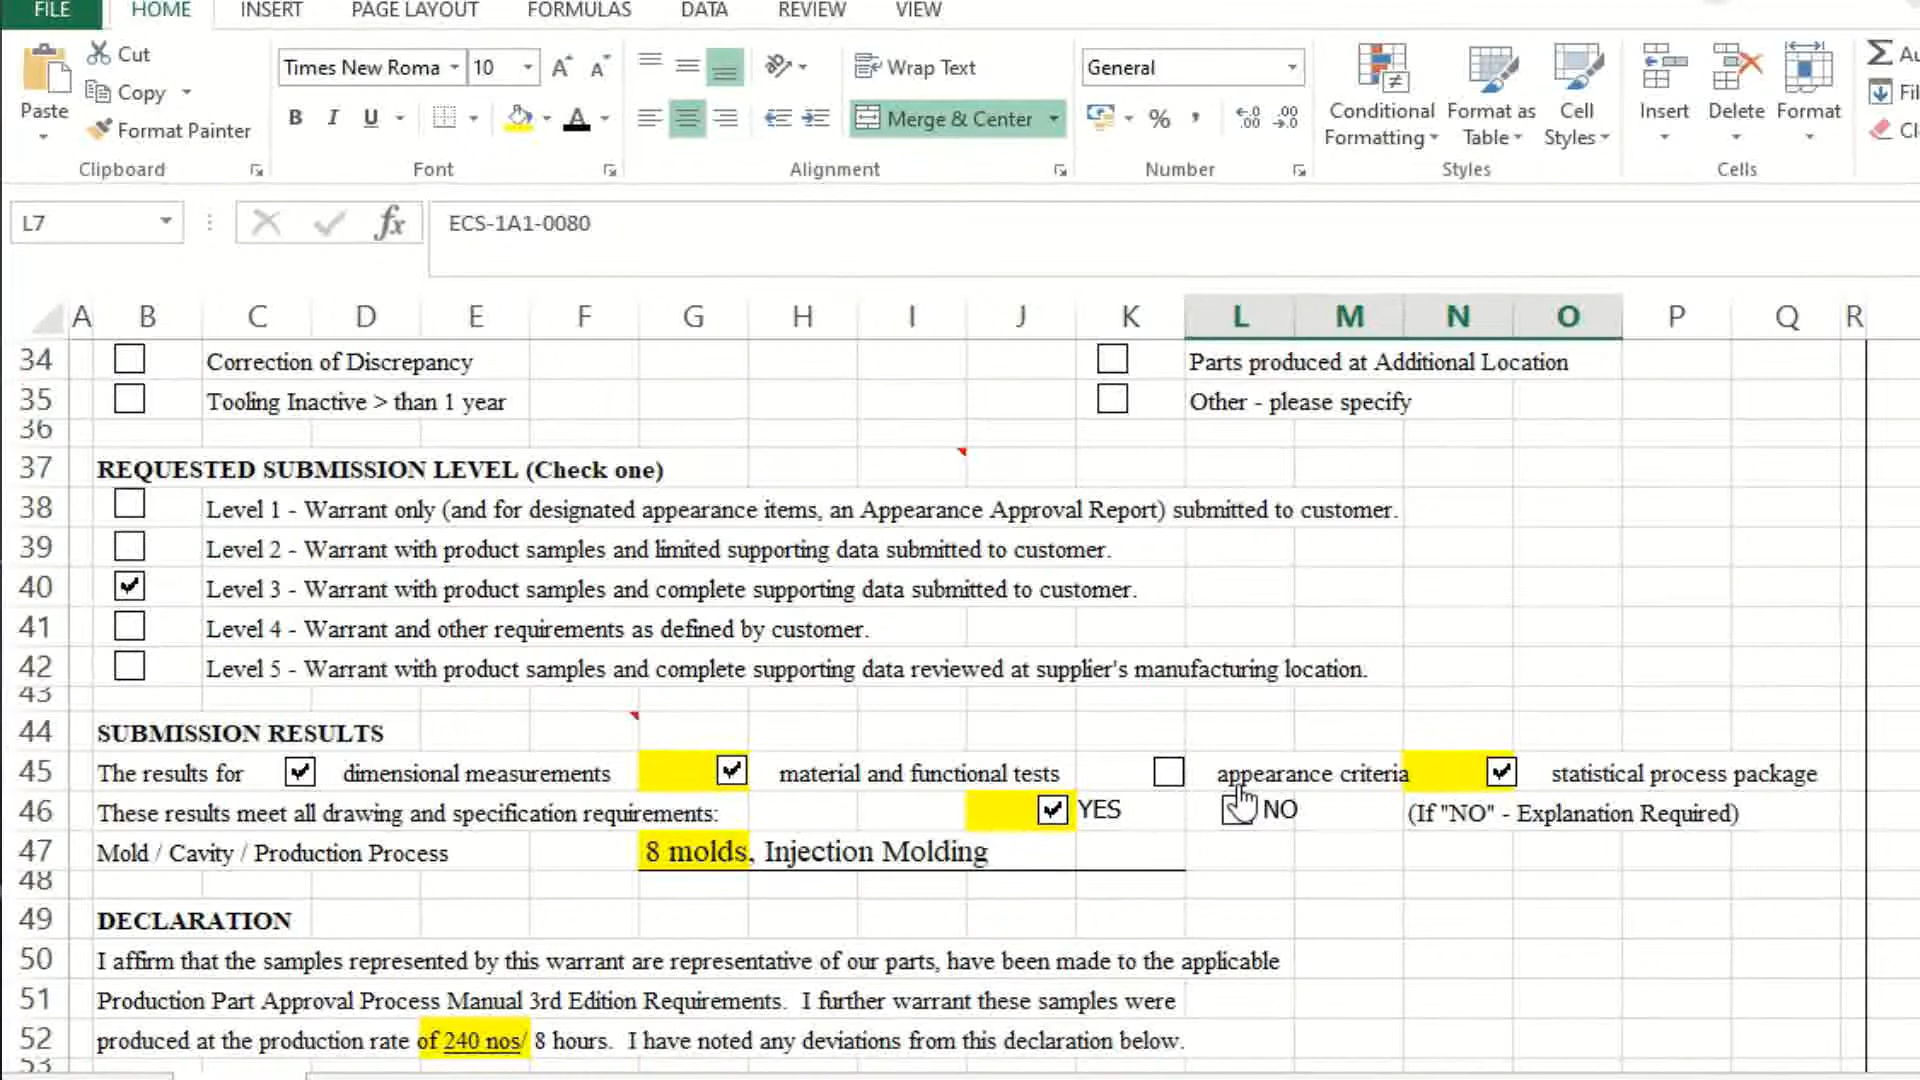 FILE HOME INSERT PAGE LAYOUT FORMULAS DATA REVIEW VIEW
Cut
Copy
Format Painter
Paste
Clipboard
Times New Roma 10
B I U
Font
Wrap Text
Merge & Center
Alignment
General
%
Number
Conditional Formatting
Format as Table
Cell Styles
Styles
Insert Delete Format
Cells
L7 fx ECS-1A1-0080
A B C D E F G H I J K L M N O P Q R
34 Correction of Discrepancy Parts produced at Additional Location
35 Tooling Inactive > than 1 year Other - please specify
36
37 REQUESTED SUBMISSION LEVEL (Check one)
38 Level 1 - Warrant only (and for designated appearance items, an Appearance Approval Report) submitted to customer.
39 Level 2 - Warrant with product samples and limited supporting data submitted to customer.
40 Level 3 - Warrant with product samples and complete supporting data submitted to customer.
41 Level 4 - Warrant and other requirements as defined by customer.
42 Level 5 - Warrant with product samples and complete supporting data reviewed at supplier's manufacturing location.
43
44 SUBMISSION RESULTS
45 The results for dimensional measurements material and functional tests appearance criteria statistical process package
46 These results meet all drawing and specification requirements: YES NO (If "NO" - Explanation Required)
47 Mold / Cavity / Production Process 8 molds, Injection Molding
48
49 DECLARATION
50 I affirm that the samples represented by this warrant are representative of our parts, have been made to the applicable
51 Production Part Approval Process Manual 3rd Edition Requirements. I further warrant these samples were
52 produced at the production rate of 240 nos/ 8 hours. I have noted any deviations from this declaration below.
53